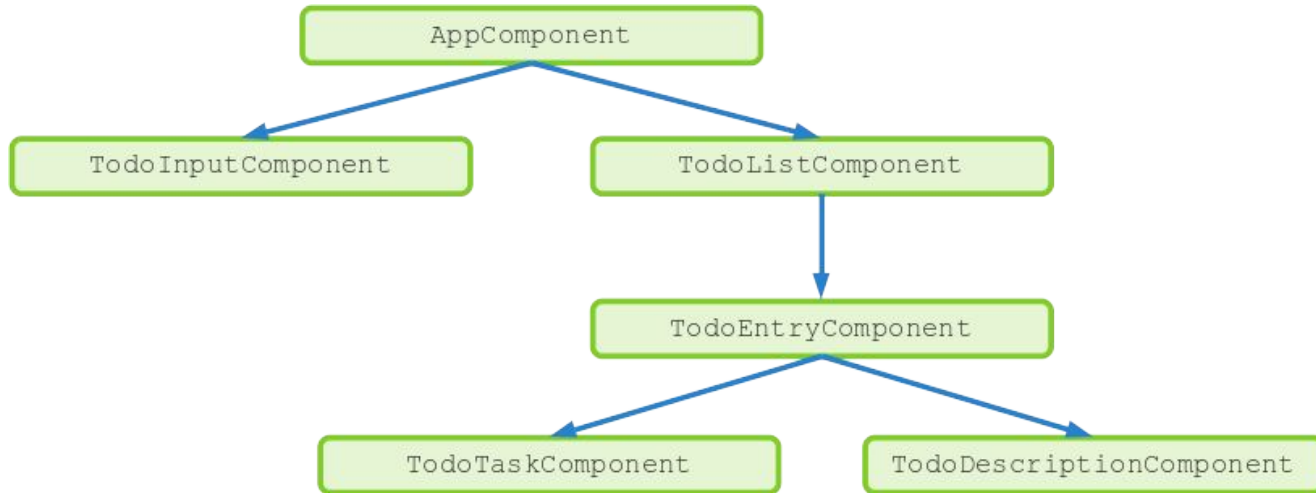 AppComponent
TodoInputComponent
TodoListComponent
TodoEntryComponent
TodoTaskComponent
TodoDescriptionComponent